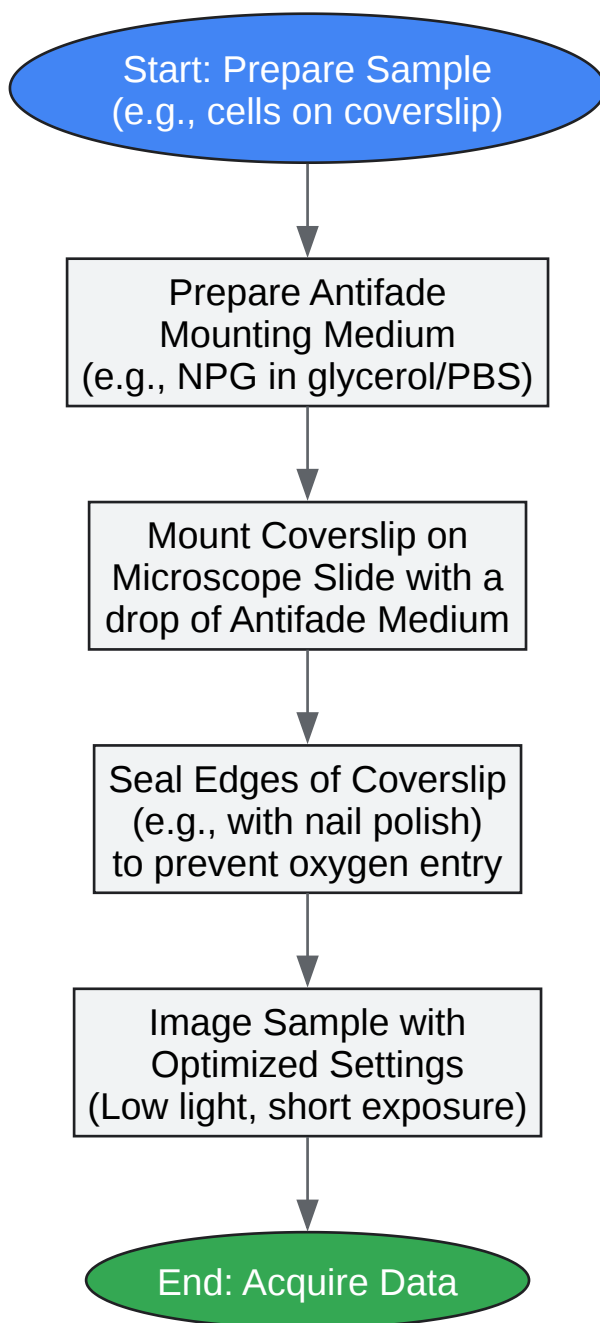 Start: Prepare Sample
(e.g., cells on coverslip)
Prepare Antifade
Mounting Medium
(e.g., NPG in glycerol/PBS)
Mount Coverslip on
Microscope Slide with a
drop of Antifade Medium
Seal Edges of Coverslip
(e.g., with nail polish)
to prevent oxygen entry
Image Sample with
Optimized Settings
(Low light, short exposure)
End: Acquire Data